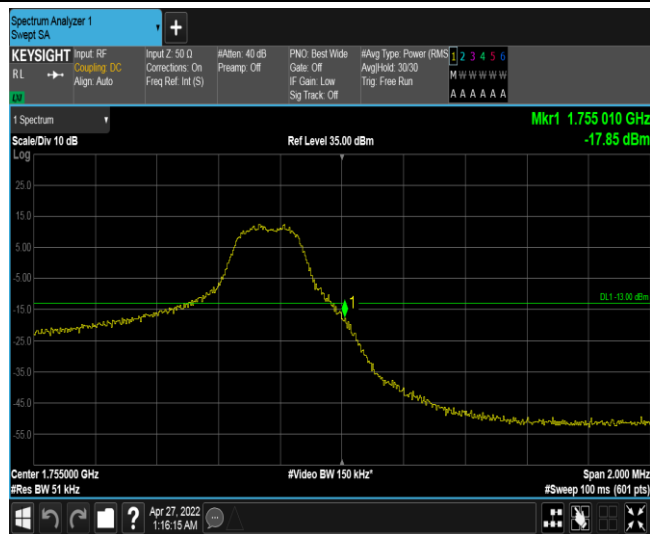 Spectrum Analyzer 1
Swept SA
+
KEYSIGHT
RL
Input: RF
Coupling: DC
Align: Auto
Input Z: 50 Ω
Corrections: On
Freq Ref: Int (S)
#Atten: 40 dB
Preamp: Off
PNO: Best Wide
Gate: Off
IF Gain: Low
Sig Track: Off
#Avg Type: Power (RMS
Avg|Hold: 30/30
Trig: Free Run
1 2 3 4 5 6
M W W W W W
A A A A A A
1 Spectrum
Scale/Div 10 dB
Ref Level 35.00 dBm
Mkr1 1.755 010 GHz
-17.85 dBm
Log
25.0
15.0
5.00
-5.00
-15.0
-25.0
-35.0
-45.0
-55.0
DL1 -13.00 dBm
1
Center 1.755000 GHz
#Video BW 150 kHz*
Span 2.000 MHz
#Res BW 51 kHz
#Sweep 100 ms (601 pts)
?
Apr 27, 2022
1:16:15 AM